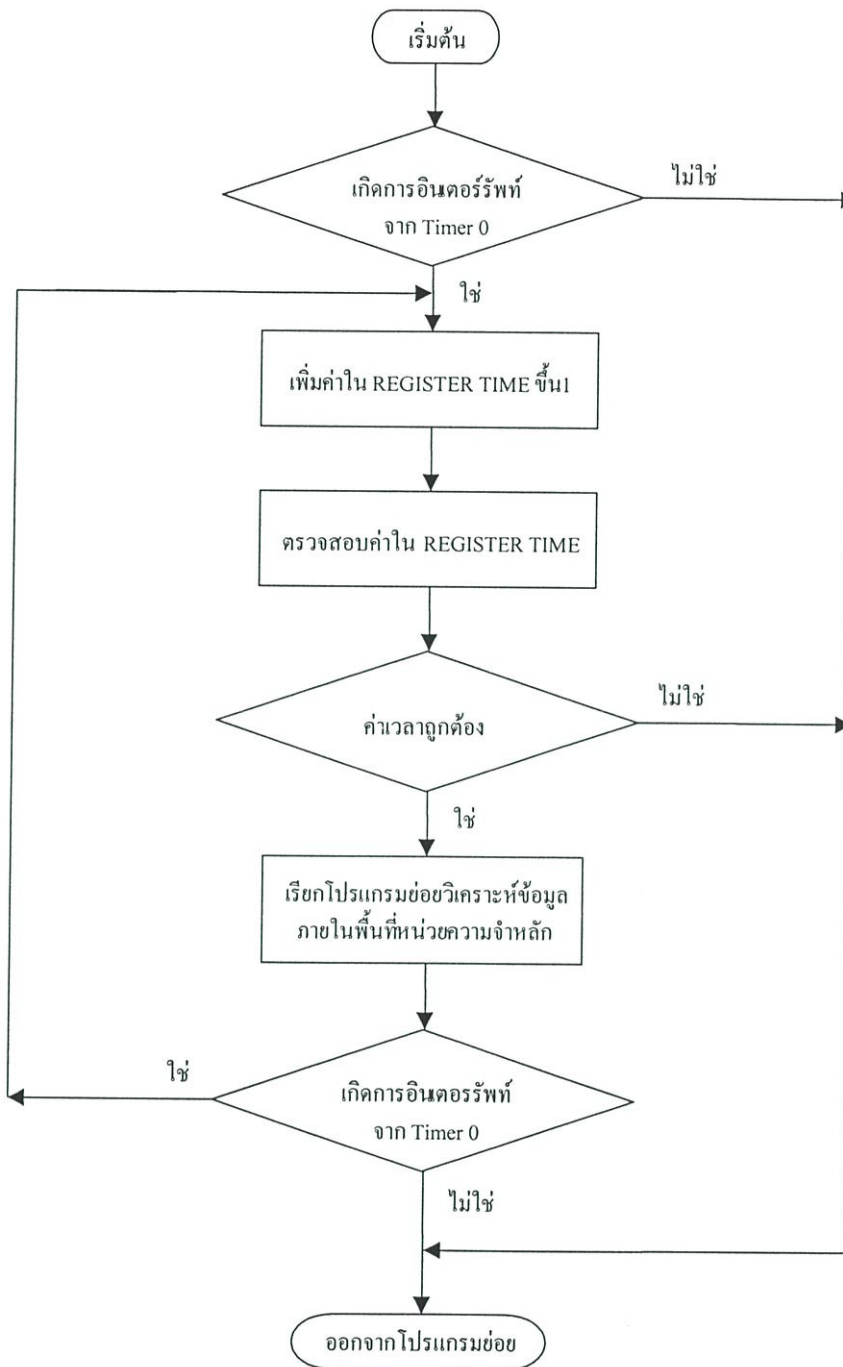 เริ่มต้น
เกิดการอินเตอร์รัพท์
จาก Timer 0
ไม่ใช่
ใช่
เพิ่มค่าใน REGISTER TIME ขึ้น1
ตรวจสอบค่าใน REGISTER TIME
ค่าเวลาถูกต้อง
ไม่ใช่
ใช่
เรียกโปรแกรมย่อยวิเคราะห์ข้อมูล
ภายในพื้นที่หน่วยความจำหลัก
ใช่
เกิดการอินเตอรรัพท์
จาก Timer 0
ไม่ใช่
ออกจากโปรแกรมย่อย